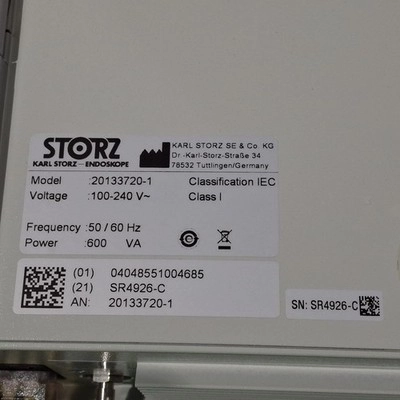 STORZ
KARL STORZ – ENDOSKOPE
KARL STORZ SE & Co. KG
Dr.-Karl-Storz-Straße 34
78532 Tuttlingen/Germany
Model :20133720-1 Classification IEC
Voltage :100-240 V~ Class I
Frequency :50 / 60 Hz
Power :600 VA
(01) 04048551004685
(21) SR4926-C
AN: 20133720-1
SN: SR4926-C